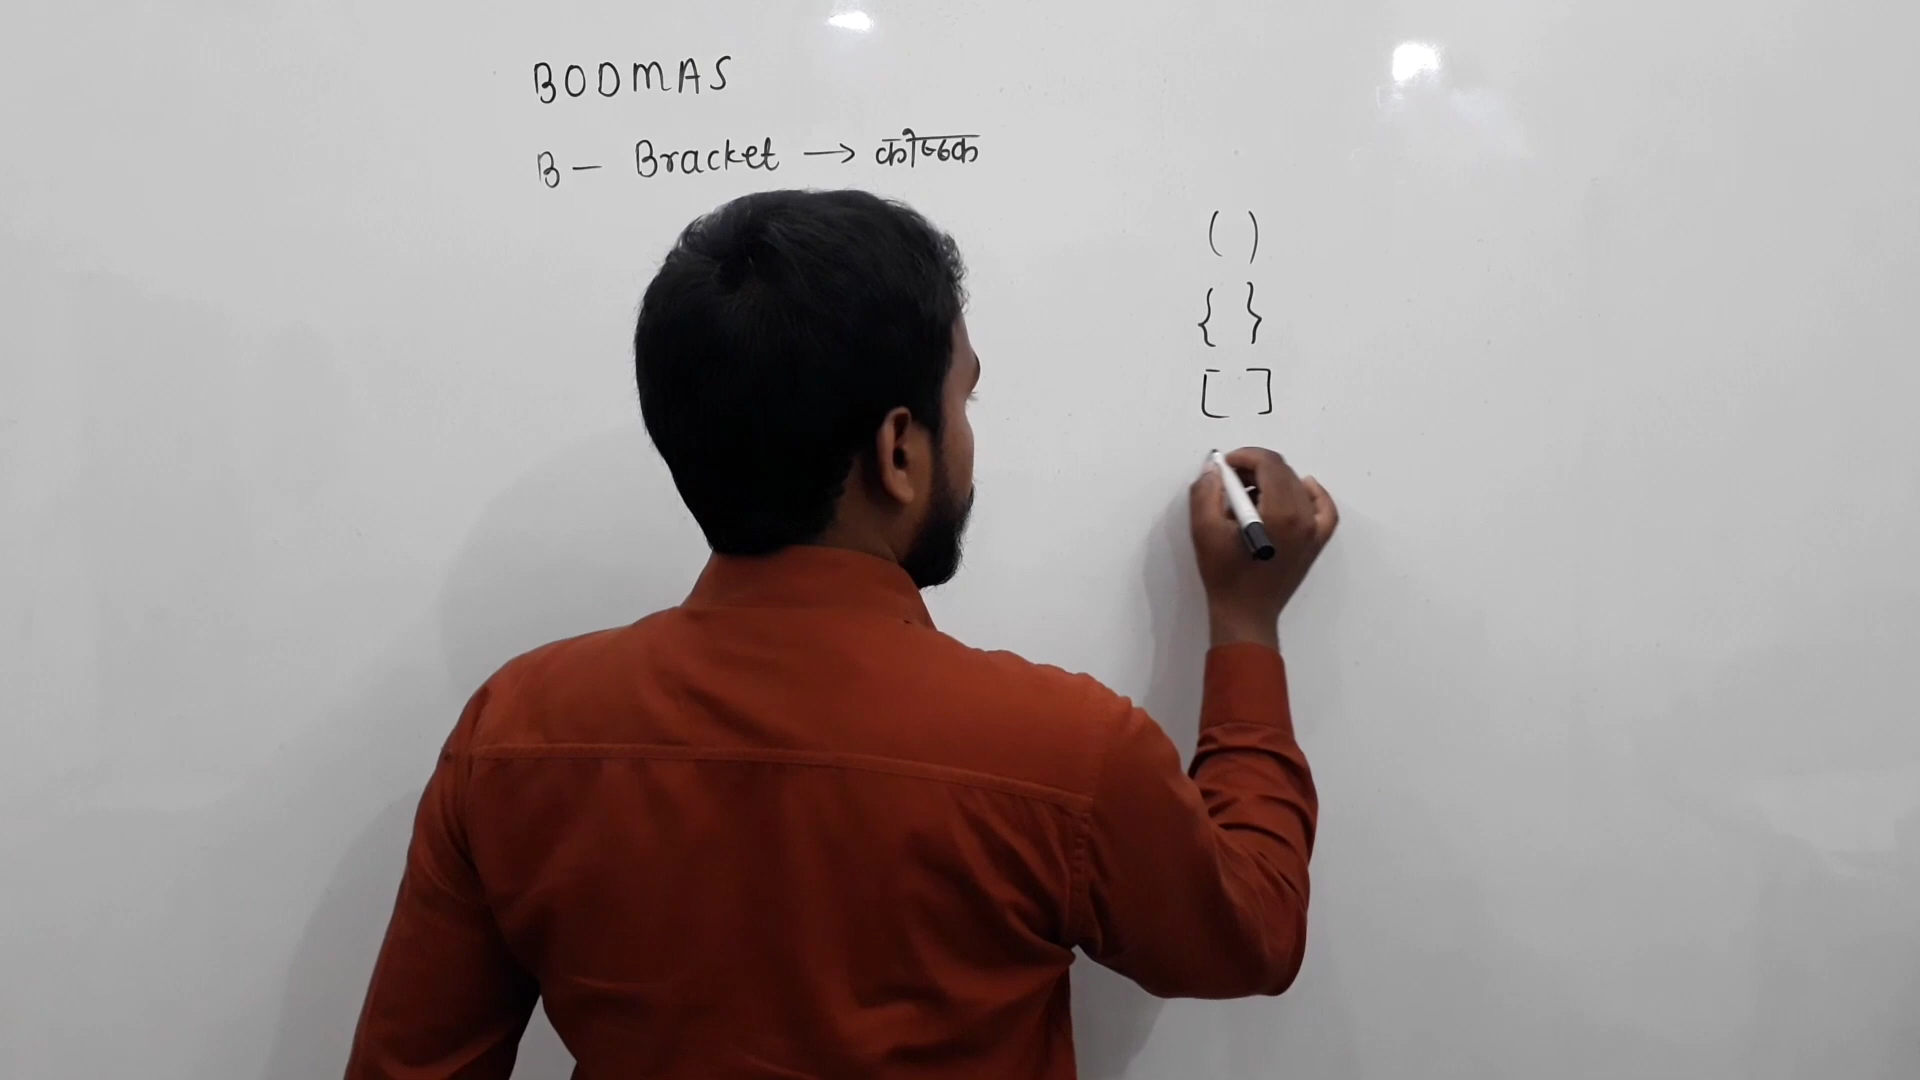 BODMAS
B - Bracket → कोष्ठक
( )
{ }
[ ]